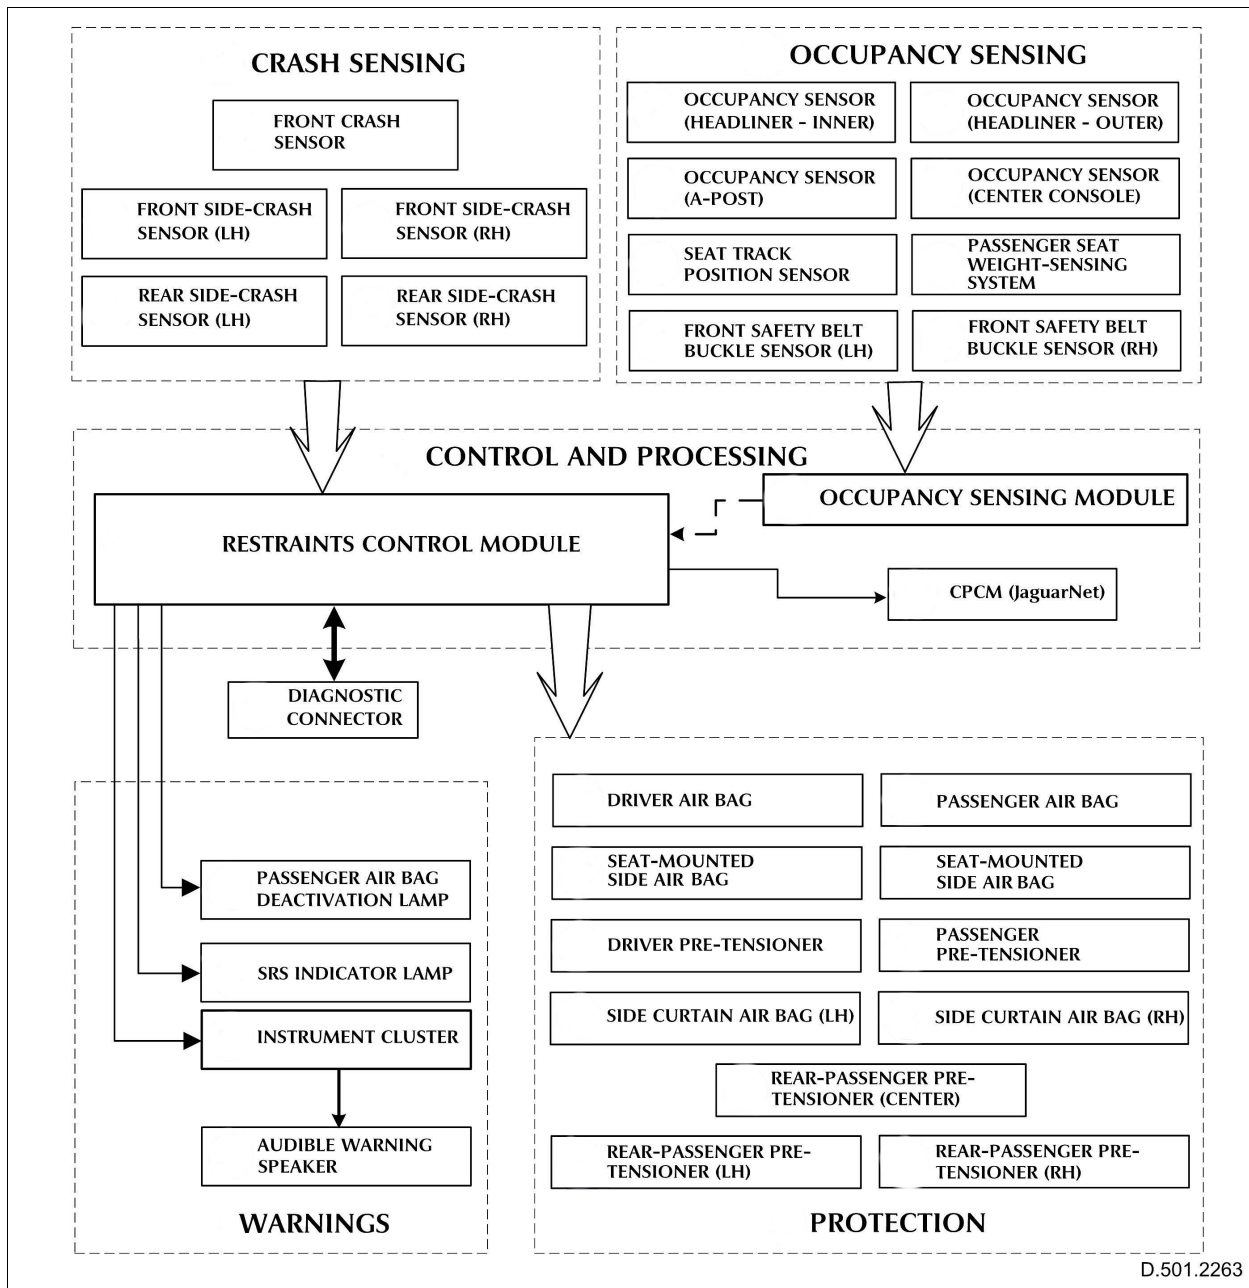 CRASH SENSING
FRONT CRASH
SENSOR
FRONT SIDE-CRASH
SENSOR (LH)
FRONT SIDE-CRASH
SENSOR (RH)
REAR SIDE-CRASH
SENSOR (LH)
REAR SIDE-CRASH
SENSOR (RH)
OCCUPANCY SENSING
OCCUPANCY SENSOR
(HEADLINER - INNER)
OCCUPANCY SENSOR
(HEADLINER - OUTER)
OCCUPANCY SENSOR
(A-POST)
OCCUPANCY SENSOR
(CENTER CONSOLE)
SEAT TRACK
POSITION SENSOR
PASSENGER SEAT
WEIGHT-SENSING
SYSTEM
FRONT SAFETY BELT
BUCKLE SENSOR (LH)
FRONT SAFETY BELT
BUCKLE SENSOR (RH)
CONTROL AND PROCESSING
OCCUPANCY SENSING MODULE
RESTRAINTS CONTROL MODULE
CPCM (JaguarNet)
DIAGNOSTIC
CONNECTOR
PASSENGER AIR BAG
DEACTIVATION LAMP
SRS INDICATOR LAMP
INSTRUMENT CLUSTER
AUDIBLE WARNING
SPEAKER
WARNINGS
DRIVER AIR BAG
PASSENGER AIR BAG
SEAT-MOUNTED
SIDE AIR BAG
SEAT-MOUNTED
SIDE AIR BAG
DRIVER PRE-TENSIONER
PASSENGER
PRE-TENSIONER
SIDE CURTAIN AIR BAG (LH)
SIDE CURTAIN AIR BAG (RH)
REAR-PASSENGER PRE-
TENSIONER (CENTER)
REAR-PASSENGER PRE-
TENSIONER (LH)
REAR-PASSENGER PRE-
TENSIONER (RH)
PROTECTION
D.501.2263